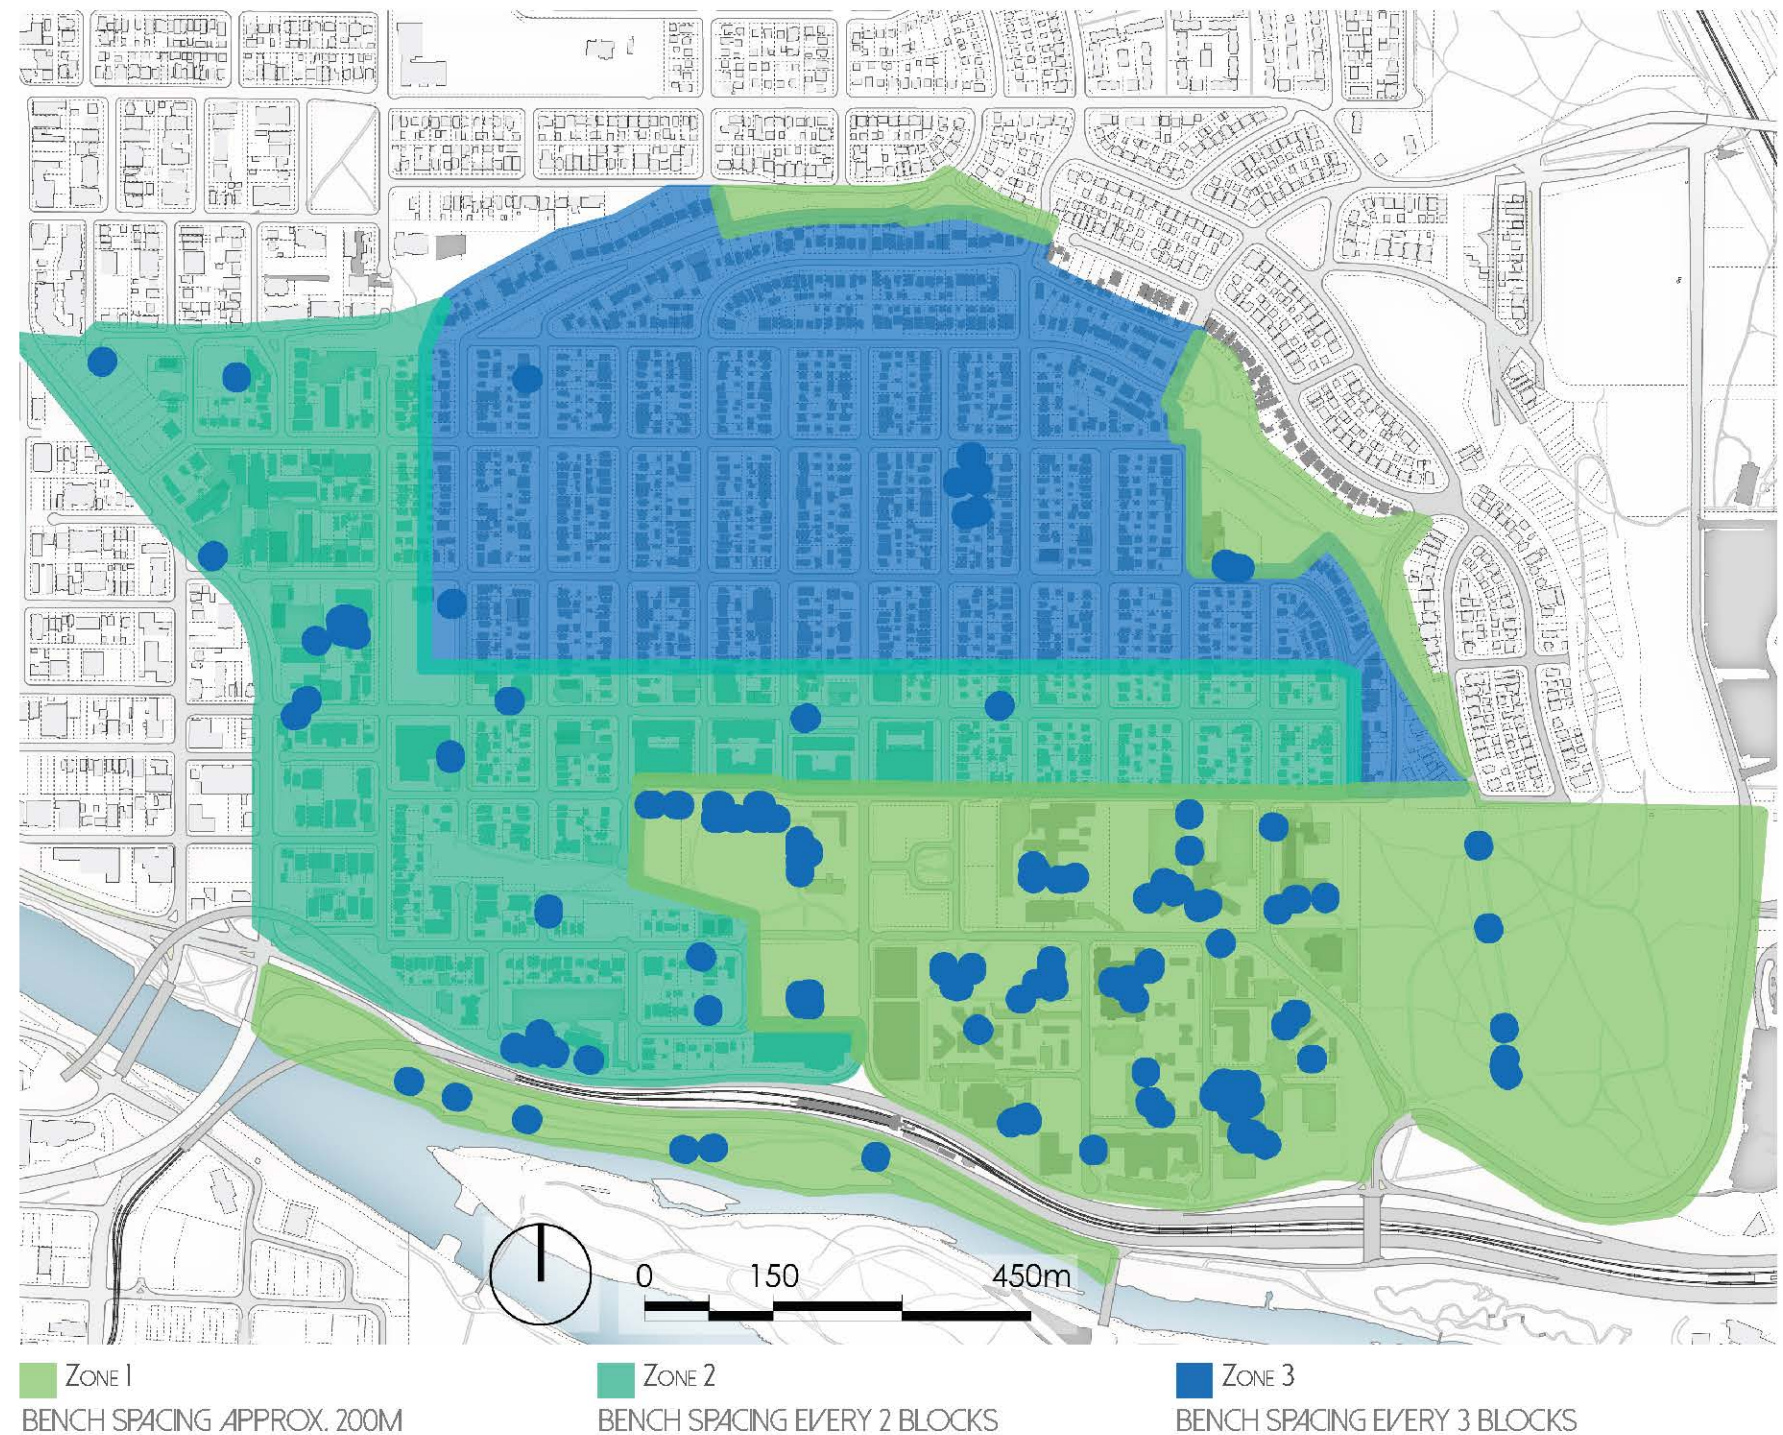 0 150 450m
Zone 1
BENCH SPACING APPROX. 200M
Zone 2
BENCH SPACING EVERY 2 BLOCKS
Zone 3
BENCH SPACING EVERY 3 BLOCKS